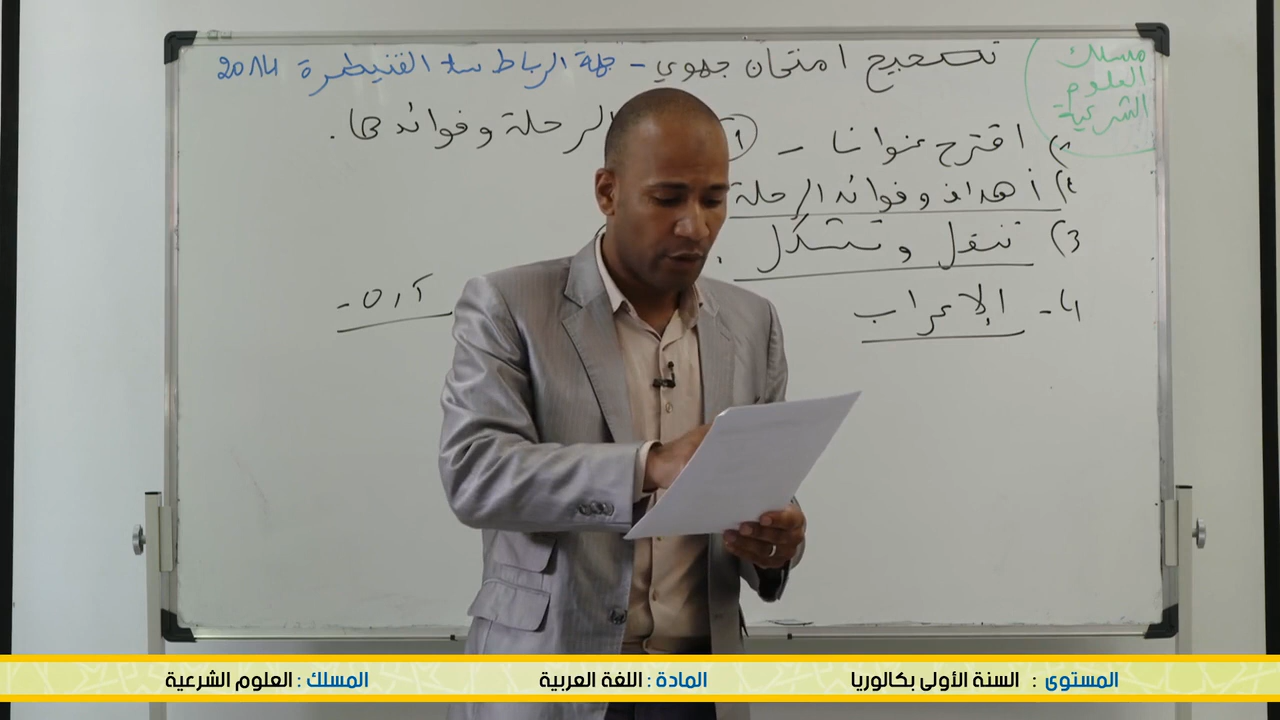 تصحيح امتحان جهوي - جهة الرباط سلا القنيطرة 2014
مسلك
العلوم
الشرعية
1) اقترح عنوانا - (1) الرحلة وفوائدها.
2) أهداف وفوائد الرحلة
3) تنقل وتشكل.
4- الإعراب
المستوى : السنة الأولى بكالوريا
المادة : اللغة العربية
المسلك : العلوم الشرعية